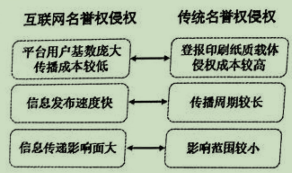 互联网名誉权侵权
传统名誉权侵权
平台用户基数庞大
传播成本较低
登报印刷纸质载体
侵权成本较高
信息发布速度快
传播周期较长
信息传递影响面大
影响范围较小